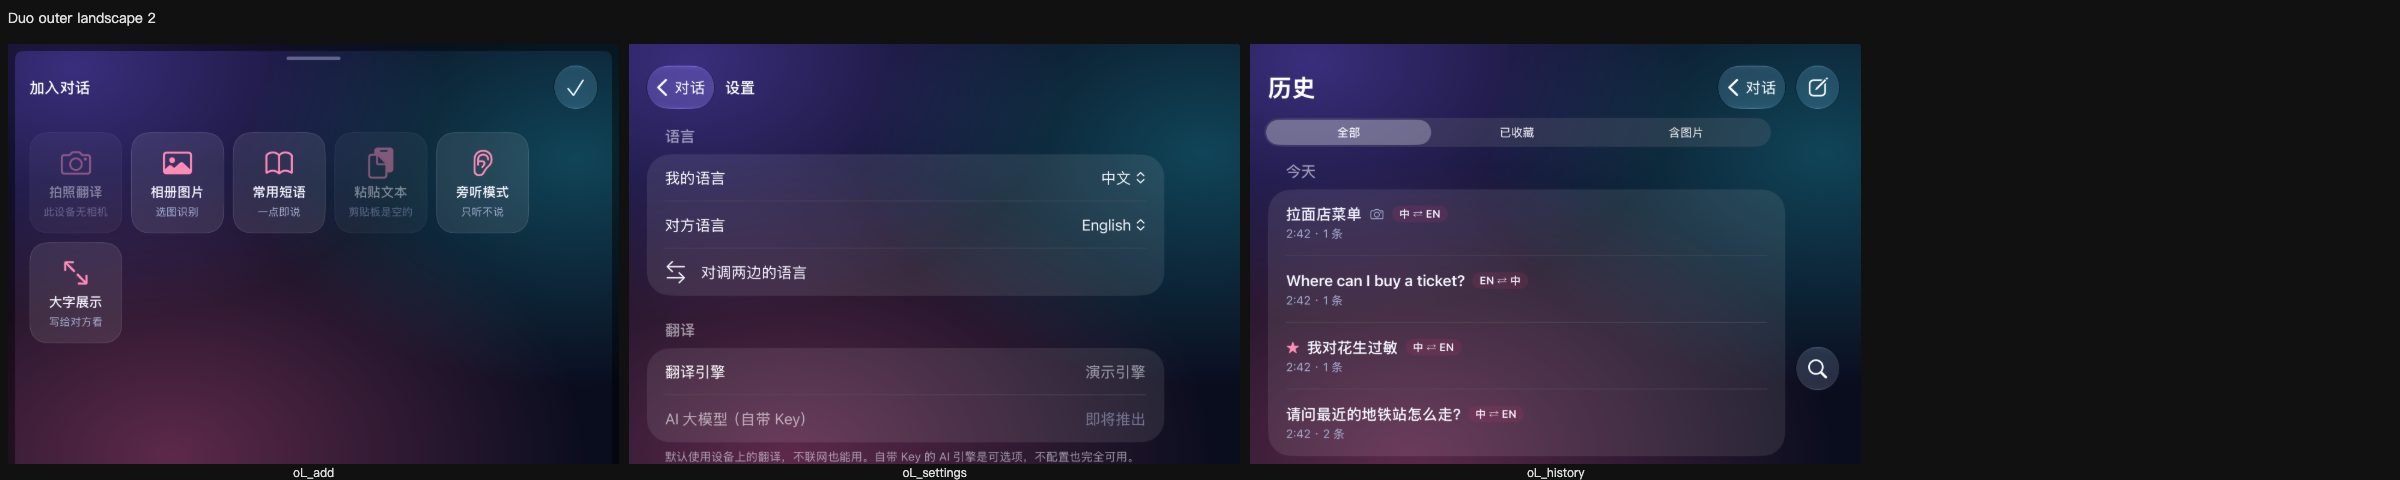 Duo outer landscape 2
加入对话
拍照翻译
此设备无相机
相册图片
选图识别
常用短语
一点即说
粘贴文本
剪贴板是空的
旁听模式
只听不说
大字展示
写给对方看
oL_add
对话
设置
语言
我的语言 中文
对方语言 English
对调两边的语言
翻译
翻译引擎 演示引擎
AI 大模型（自带 Key） 即将推出
默认使用设备上的翻译，不联网也能用。自带 Key 的 AI 引擎是可选项，不配置也完全可用。
oL_settings
历史
对话
全部 已收藏 含图片
今天
拉面店菜单 中 ⇌ EN
2:42 · 1 条
Where can I buy a ticket? EN ⇌ 中
2:42 · 1 条
★ 我对花生过敏 中 ⇌ EN
2:42 · 1 条
请问最近的地铁站怎么走? 中 ⇌ EN
2:42 · 2 条
oL_history